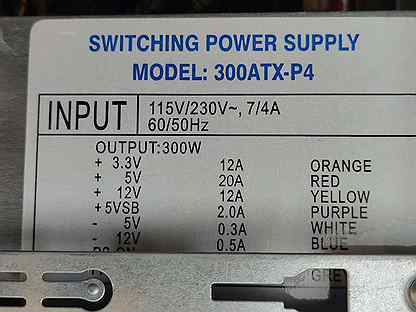 SWITCHING POWER SUPPLY
MODEL: 300ATX-P4
INPUT 115V/230V~, 7/4A
60/50Hz
OUTPUT:300W
+ 3.3V 12A ORANGE
+ 5V 20A RED
+ 12V 12A YELLOW
+5VSB 2.0A PURPLE
- 5V 0.3A WHITE
- 12V 0.5A BLUE